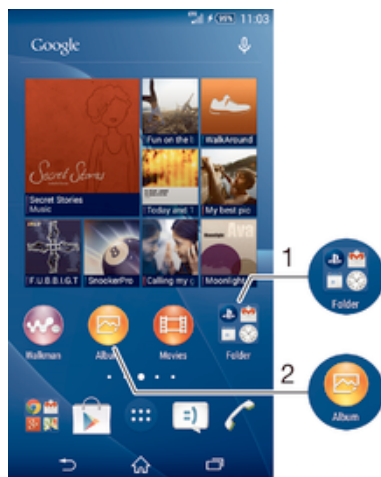 11:03
Google
Fun on the b
WalkAround
Secret Stories
Secret Stories
Music
Today and T
My best pic
F.U.B.B.I.G.T
SnookerPro
Calling my g
Moonlight
Walkman
Album
Movies
Folder
1
Folder
2
Album